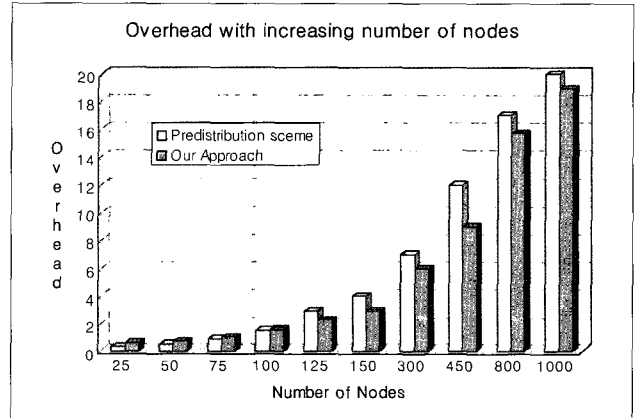 Overhead with increasing number of nodes
20
18
16
14
12
10
8
6
4
2
0
Overhead
Predistribution sceme
Our Approach
25 50 75 100 125 150 300 450 800 1000
Number of Nodes